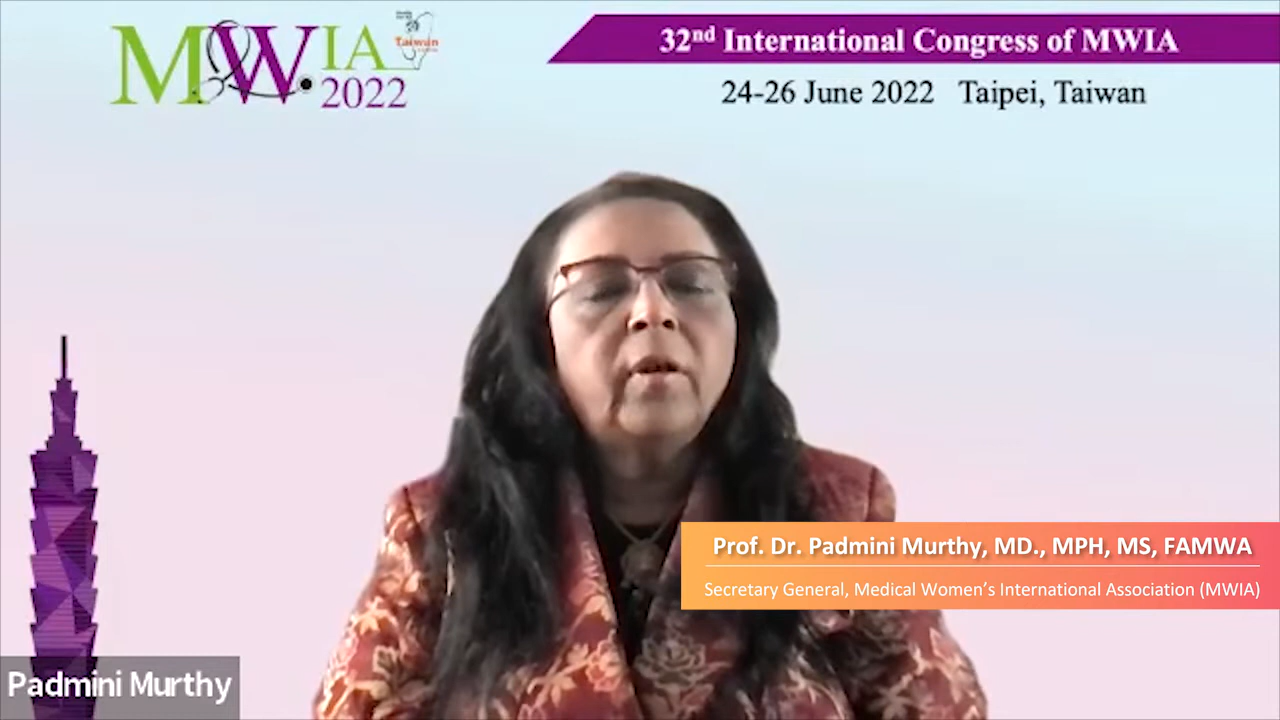 MWIA
2022
Taiwan
32nd International Congress of MWIA
24-26 June 2022 Taipei, Taiwan
Prof. Dr. Padmini Murthy, MD., MPH, MS, FAMWA
Secretary General, Medical Women's International Association (MWIA)
Padmini Murthy